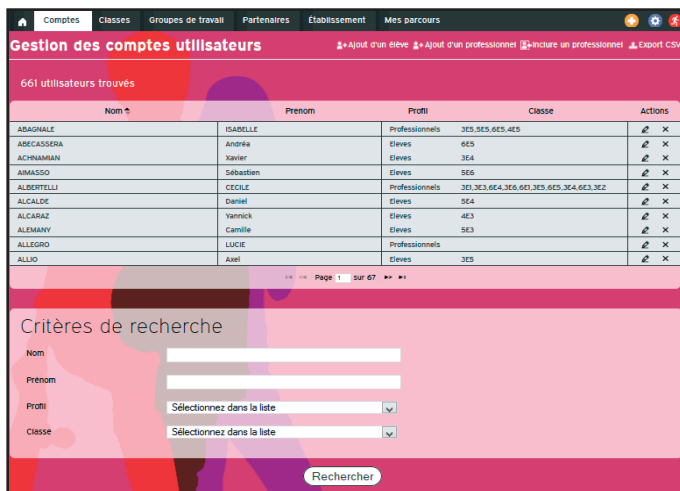 Comptes Classes Groupes de travail Partenaires Établissement Mes parcours
Gestion des comptes utilisateurs
Ajout d'un élève Ajout d'un professionnel Inclure un professionnel Export CSV
661 utilisateurs trouvés
Nom Prenom Profil Classe Actions
ABAGNALE ISABELLE Professionnels 3E5,5E5,6E5,4E5
ABECASSERA Andréa Eleves 6E5
ACHNAMIAN Xavier Eleves 3E4
AIMASSO Sébastien Eleves 5E6
ALBERTELLI CECILE Professionnels 3E1,3E3,6E4,3E6,6E1,3E5,6E5,3E4,6E3,3E2
ALCALDE Daniel Eleves 5E4
ALCARAZ Yannick Eleves 4E3
ALEMANY Camille Eleves 5E3
ALLEGRO LUCIE Professionnels
ALLIO Axel Eleves 3E5
Page 1 sur 67
Critères de recherche
Nom
Prénom
Profil Sélectionnez dans la liste
Classe Sélectionnez dans la liste
Rechercher